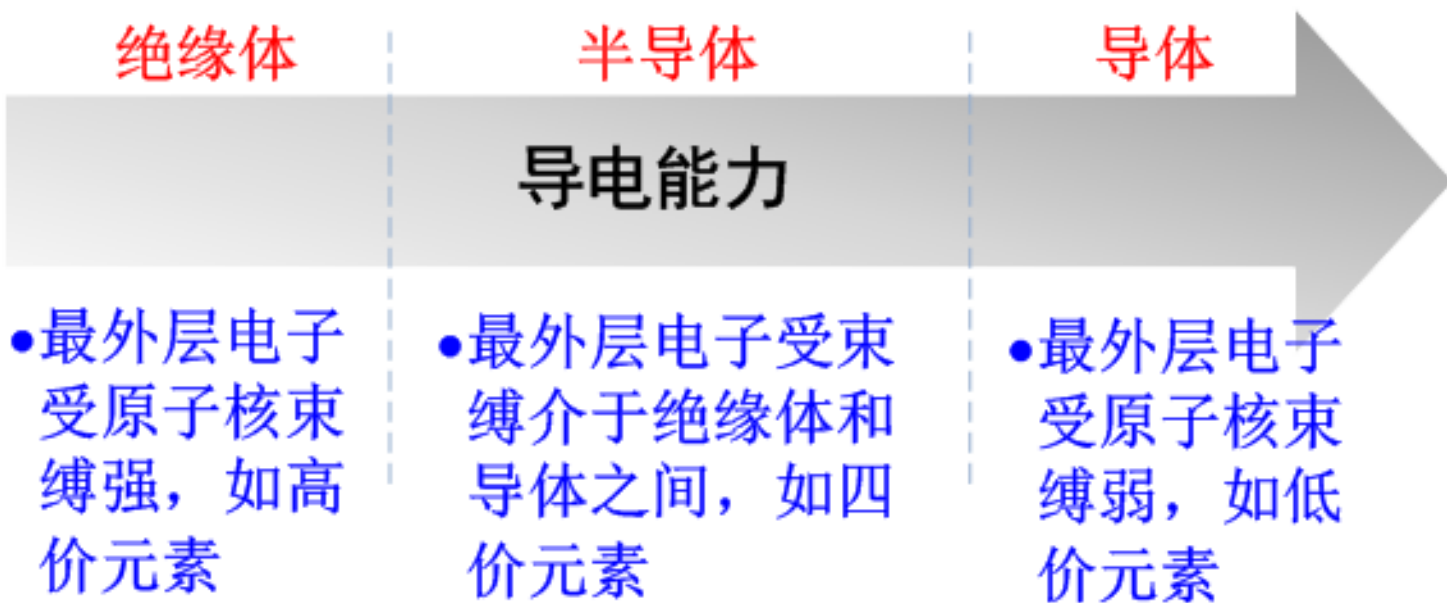 绝缘体
半导体
导体
导电能力
•最外层电子
受原子核束
缚强，如高
价元素
•最外层电子受束
缚介于绝缘体和
导体之间，如四
价元素
•最外层电子
受原子核束
缚弱，如低
价元素